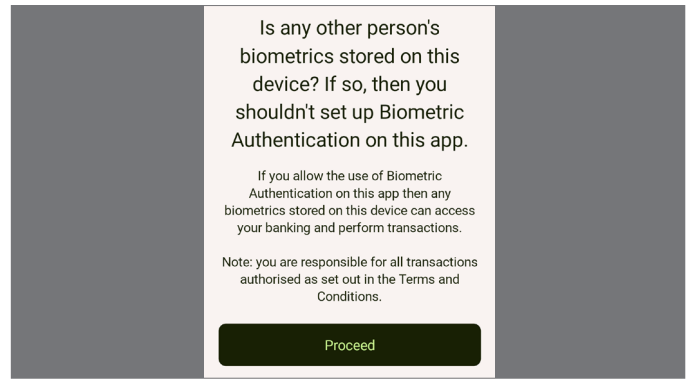 Is any other person's
biometrics stored on this
device? If so, then you
shouldn't set up Biometric
Authentication on this app.
If you allow the use of Biometric
Authentication on this app then any
biometrics stored on this device can access
your banking and perform transactions.
Note: you are responsible for all transactions
authorised as set out in the Terms and
Conditions.
Proceed